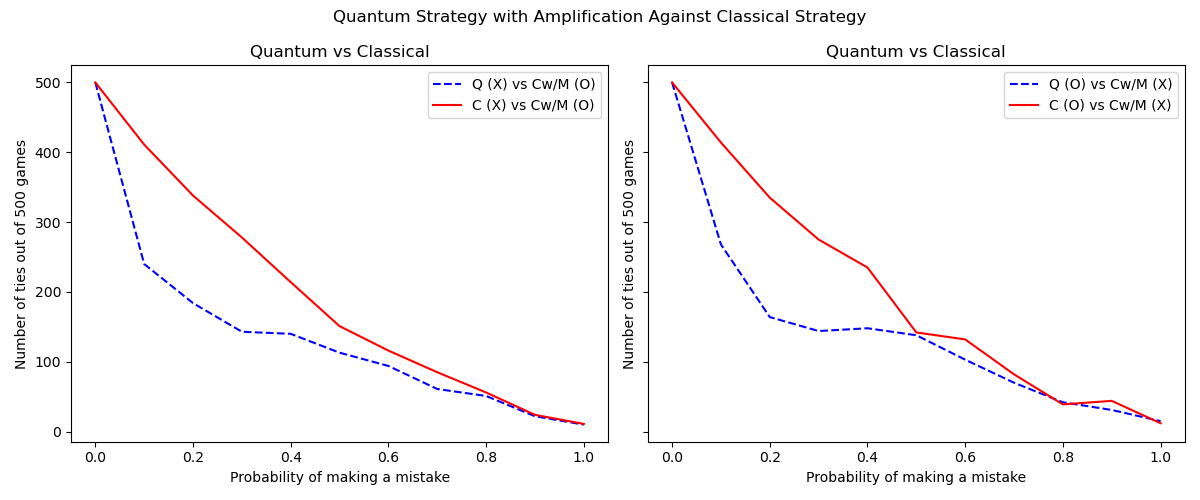 Quantum Strategy with Amplification Against Classical Strategy
Quantum vs Classical
Number of ties out of 500 games
500
400
300
200
100
0
Q (X) vs Cw/M (O)
C (X) vs Cw/M (O)
0.0 0.2 0.4 0.6 0.8 1.0
Probability of making a mistake
Quantum vs Classical
Number of ties out of 500 games
Q (O) vs Cw/M (X)
C (O) vs Cw/M (X)
0.0 0.2 0.4 0.6 0.8 1.0
Probability of making a mistake